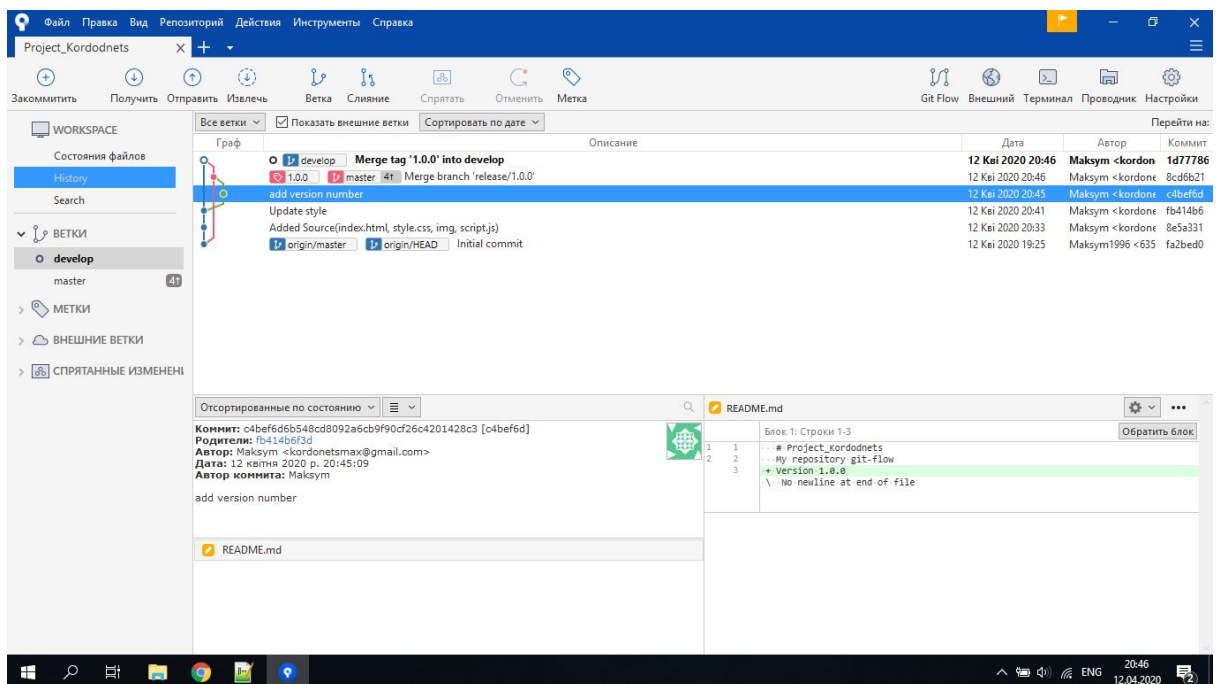 Файл Правка Вид Репозиторий Действия Инструменты Справка
Project_Kordodnets
Закоммитить Получить Отправить Извлечь Ветка Слияние Спрятать Отменить Метка Git Flow Внешний Терминал Проводник Настройки
WORKSPACE
Состояния файлов
History
Search
ВЕТКИ
develop
master 4↑
МЕТКИ
ВНЕШНИЕ ВЕТКИ
СПРЯТАННЫЕ ИЗМЕНЕНИ
Все ветки Показать внешние ветки Сортировать по дате Перейти на:
Граф Описание Дата Автор Коммит
develop Merge tag '1.0.0' into develop 12 Кві 2020 20:46 Maksym <kordon 1d77786
1.0.0 master 4↑ Merge branch 'release/1.0.0' 12 Кві 2020 20:46 Maksym <kordone 8cd6b21
add version number 12 Кві 2020 20:45 Maksym <kordone c4bef6d
Update style 12 Кві 2020 20:41 Maksym <kordone fb414b6
Added Source(index.html, style.css, img, script.js) 12 Кві 2020 20:33 Maksym <kordone 8e5a331
origin/master origin/HEAD Initial commit 12 Кві 2020 19:25 Maksym1996 <635 fa2bed0
Отсортированные по состоянию
Коммит: c4bef6d6b548cd8092a6cb9f90cf26c4201428c3 [c4bef6d]
Родители: fb414b6f3d
Автор: Maksym <kordonetsmax@gmail.com>
Дата: 12 квітня 2020 р. 20:45:09
Автор коммита: Maksym
add version number
README.md
README.md
Блок 1: Строки 1-3 Обратить блок
1 1 # Project_Kordodnets
2 2 My repository git-flow
3 + Version 1.0.0
\ No newline at end of file
ENG 20:46
12.04.2020 2